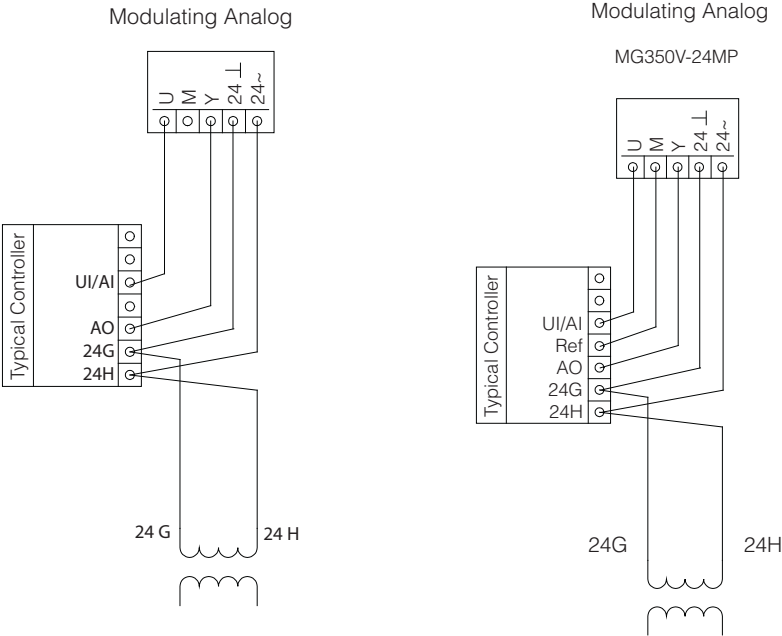 Modulating Analog
U M Y 24 ⊥ 24~
Typical Controller
UI/AI
AO
24G
24H
24 G
24 H
Modulating Analog
MG350V-24MP
U M Y 24 ⊥ 24~
Typical Controller
UI/AI
Ref
AO
24G
24H
24G
24H